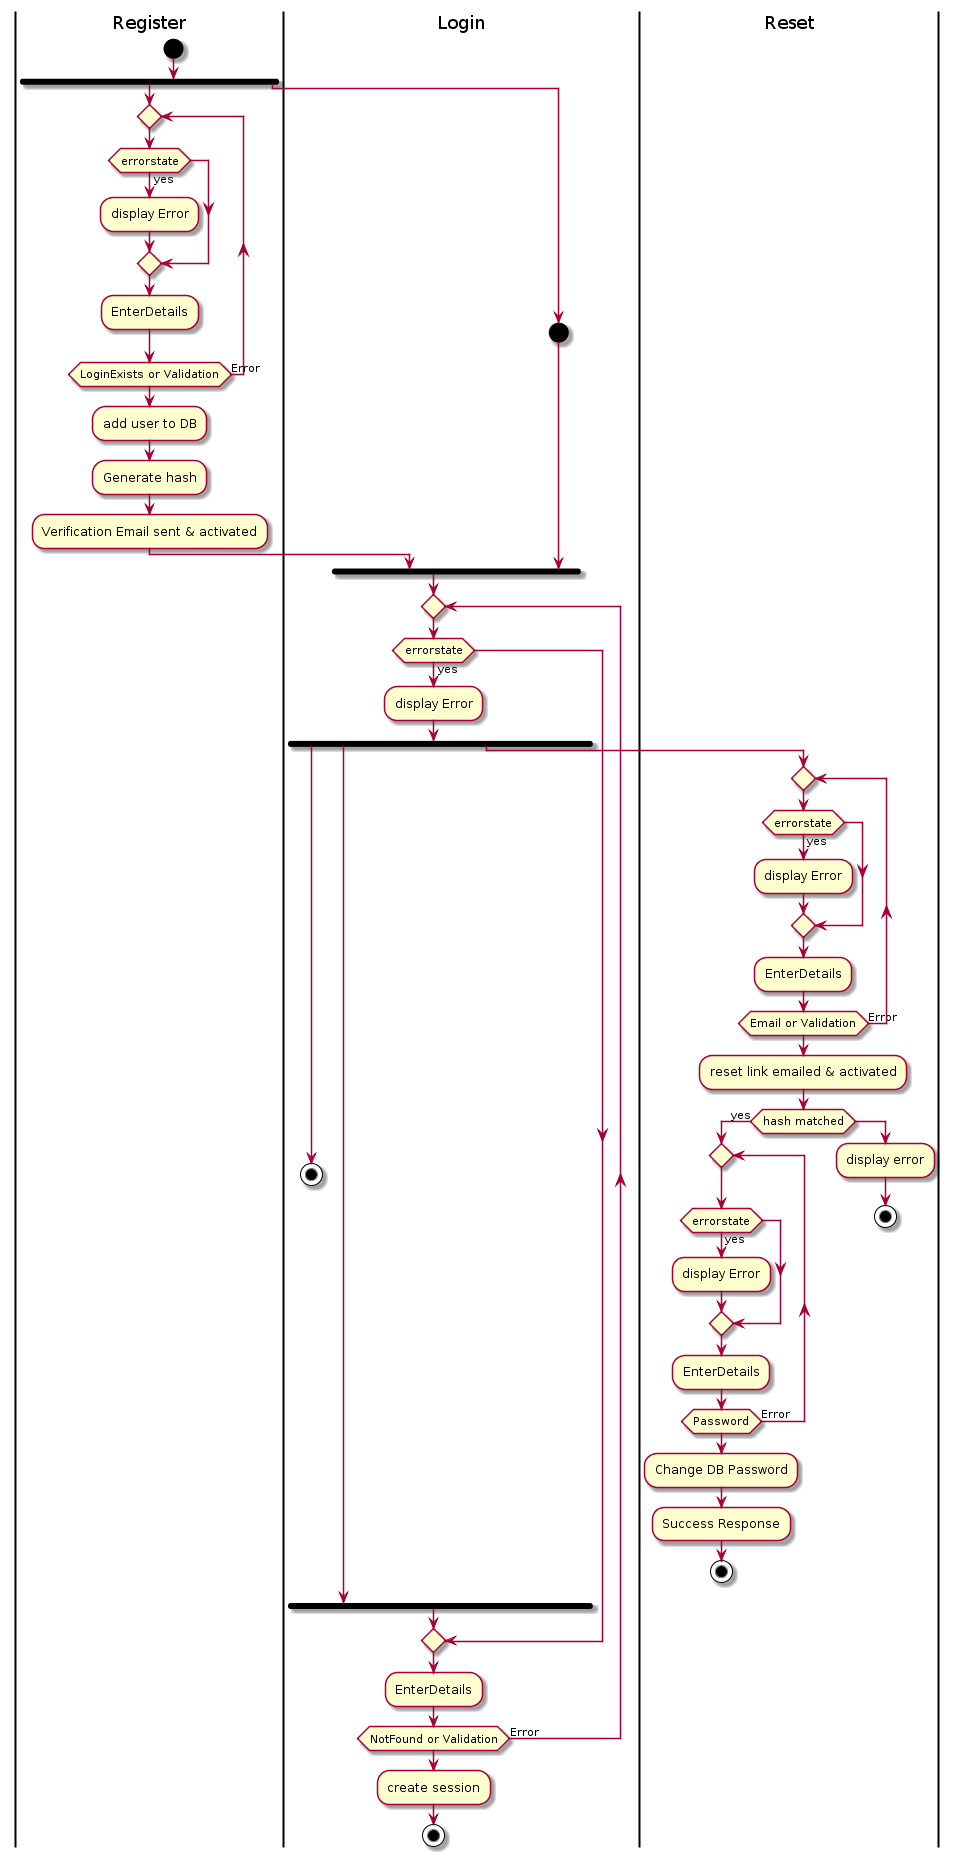 Register
Login
Reset
errorstate
yes
display Error
EnterDetails
LoginExists or Validation
Error
add user to DB
Generate hash
Verification Email sent & activated
errorstate
yes
display Error
errorstate
yes
display Error
EnterDetails
Email or Validation
Error
reset link emailed & activated
yes
hash matched
display error
errorstate
yes
display Error
EnterDetails
Password
Error
Change DB Password
Success Response
EnterDetails
NotFound or Validation
Error
create session